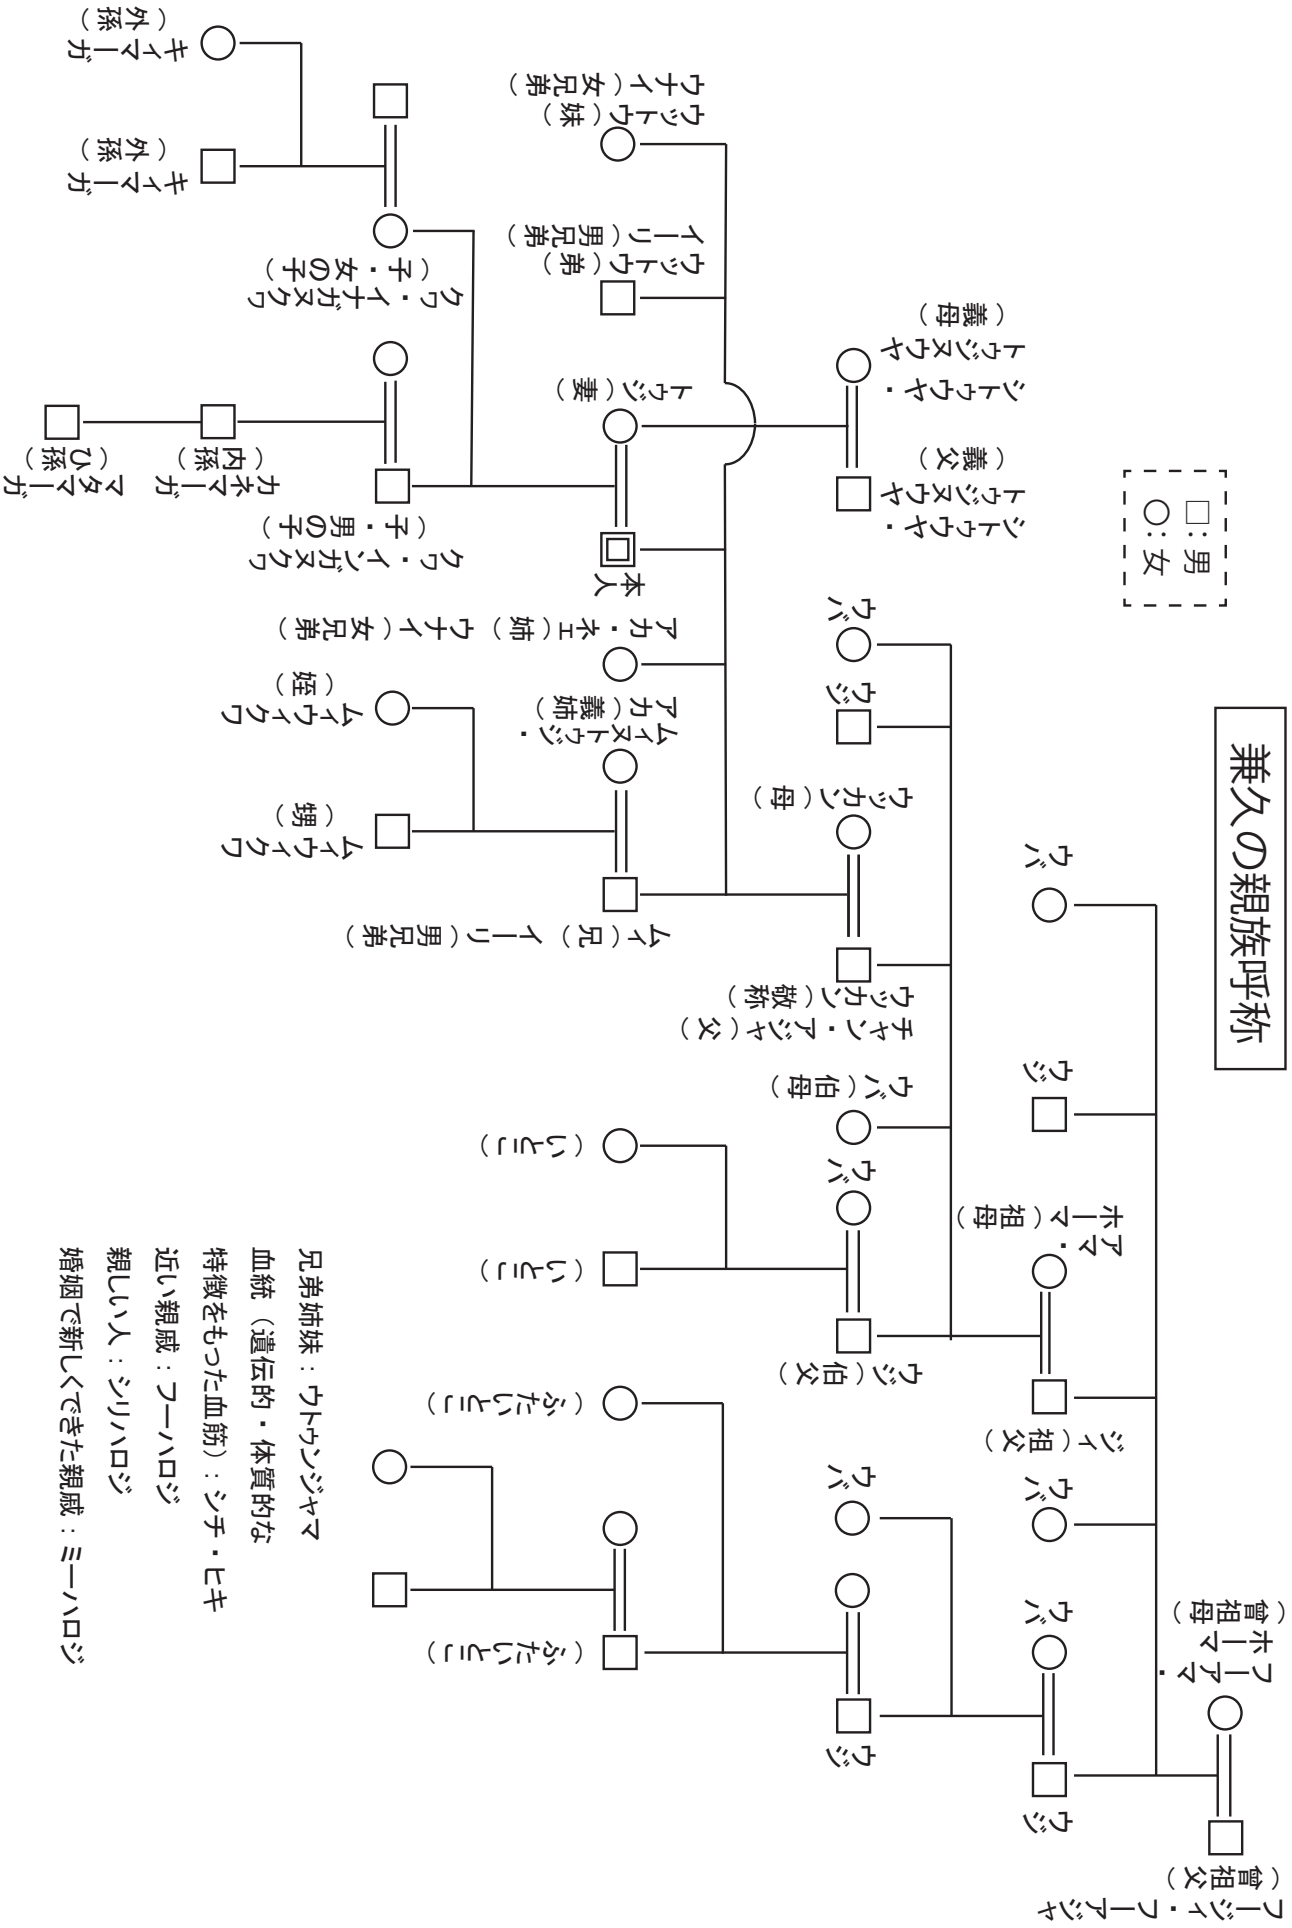 兼久の親族呼称
□：男
○：女
フーアマ・
ホーマ
（曾祖母）
フージィ・フーアジャ
（曾祖父）
ウバ
ウジ
アマ・
ホーマ（祖母）
ジィ（祖父）
ウバ
ウバ
ウジ
シトゥウヤ・
トゥジヌウヤ
（義母）
シトゥウヤ・
トゥジヌウヤ
（義父）
ウバ
ウジ
ウッカン（母）
チャン・アジャ（父）
ウッカン（敬称）
ウバ（伯母）
ウバ
ウジ（伯父）
ウバ
ウジ
ウットウ（妹）
ウナイ（女兄弟）
ウットウ（弟）
イーリ（男兄弟）
トゥジ（妻）
本人
アカ・ネェ（姉）ウナイ（女兄弟）
ムィヌトゥジ・
アカ（義姉）
ムィ（兄）イーリ（男兄弟）
（いとこ）
（いとこ）
（ふたいとこ）
（ふたいとこ）
クヮ・イナガヌクヮ
（子・女の子）
クヮ・インガヌクヮ
（子・男の子）
ムィウィクワ
（姪）
ムィウィクワ
（甥）
キィマーガ
（外孫）
キィマーガ
（外孫）
カネマーガ
（内孫）
マタマーガ
（ひ孫）
兄弟姉妹：ウトゥンジャマ
血統（遺伝的・体質的な
特徴をもった血筋）：シチ・ヒキ
近い親戚：フーハロジ
親しい人：シリハロジ
婚姻で新しくできた親戚：ミーハロジ